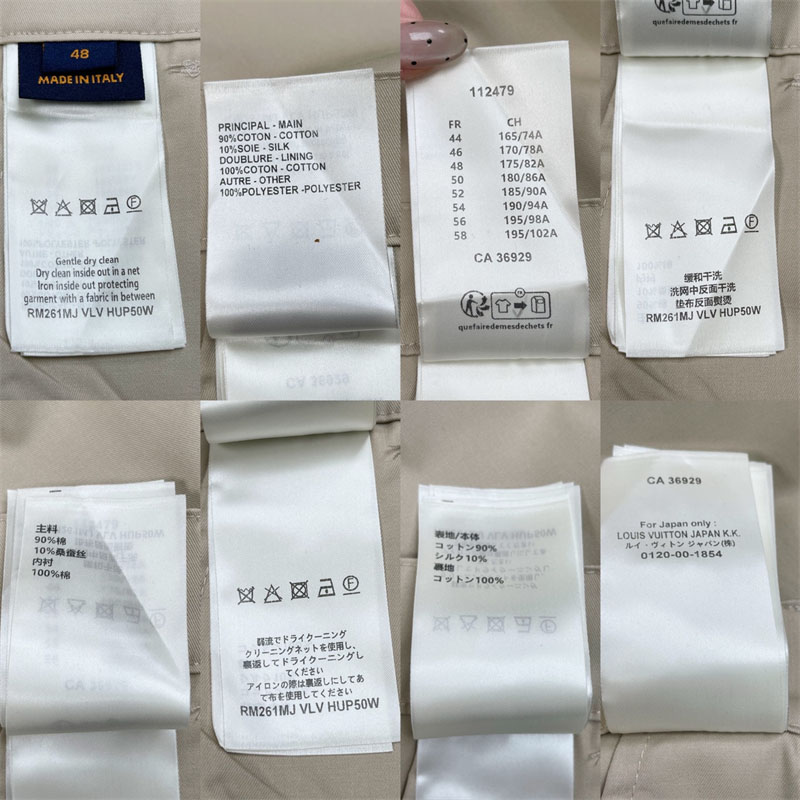 48
MADE IN ITALY
Gentle dry clean
Dry clean inside out in a net
Iron inside out protecting
garment with a fabric in between
RM261MJ VLV HUP50W
PRINCIPAL - MAIN
90%COTON - COTTON
10%SOIE - SILK
DOUBLURE - LINING
100%COTON - COTTON
AUTRE - OTHER
100%POLYESTER -POLYESTER
CA 36929
112479
FR CH
44 165/74A
46 170/78A
48 175/82A
50 180/86A
52 185/90A
54 190/94A
56 195/98A
58 195/102A
CA 36929
FR
quefairedemesdechets.fr
quefairedemesdechets.fr
缓和干洗
洗网中反面干洗
垫布反面熨烫
RM261MJ VLV HUP50W
主料
90%棉
10%桑蚕丝
内衬
100%棉
弱流でドライクーニング
クリーニングネットを使用し、
裏返してドライクーニングし
てください
アイロンの際は裏返しにしてあ
て布を使用してください
RM261MJ VLV HUP50W
表地/本体
コットン90%
シルク10%
裏地
コットン100%
CA 36929
For Japan only :
LOUIS VUITTON JAPAN K.K.
ルイ・ヴィトン ジャパン(株)
0120-00-1854